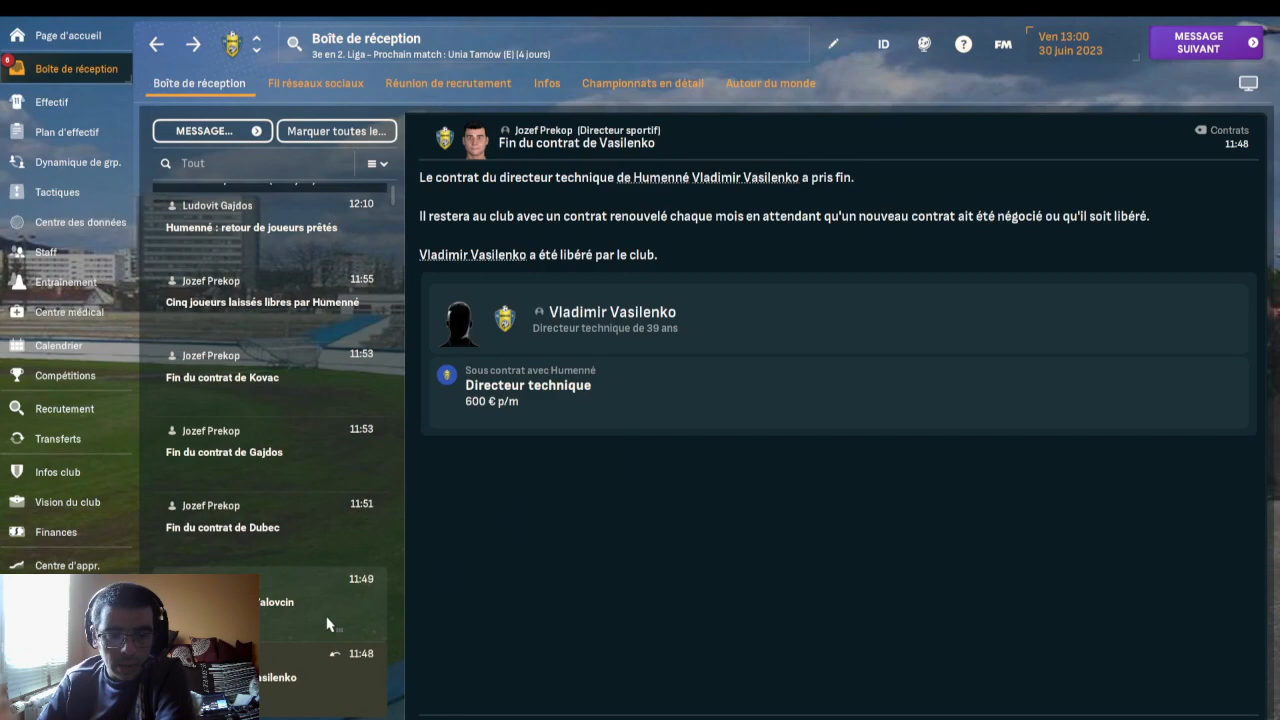 Page d'accueil
6
Boîte de réception
Effectif
Plan d'effectif
Dynamique de grp.
Tactiques
Centre des données
Staff
Entraînement
Centre médical
Calendrier
Compétitions
Recrutement
Transferts
Infos club
Vision du club
Finances
Centre d'appr.
Boîte de réception
3e en 2. Liga - Prochain match : Unia Tarnów (E) (4 jours)
ID
?
FM
Ven 13:00
30 juin 2023
MESSAGE
SUIVANT
Boîte de réception
Fil réseaux sociaux
Réunion de recrutement
Infos
Championnats en détail
Autour du monde
MESSAGE...
Marquer toutes le...
Tout
Ludovit Gajdos 12:10
Humenné : retour de joueurs prêtés
Jozef Prekop 11:55
Cinq joueurs laissés libres par Humenné
Jozef Prekop 11:53
Fin du contrat de Kovac
Jozef Prekop 11:53
Fin du contrat de Gajdos
Jozef Prekop 11:51
Fin du contrat de Dubec
11:49
alovcin
11:48
silenko
Jozef Prekop (Directeur sportif)
Fin du contrat de Vasilenko
Contrats
11:48
Le contrat du directeur technique de Humenné Vladimir Vasilenko a pris fin.
Il restera au club avec un contrat renouvelé chaque mois en attendant qu'un nouveau contrat ait été négocié ou qu'il soit libéré.
Vladimir Vasilenko a été libéré par le club.
Vladimir Vasilenko
Directeur technique de 39 ans
Sous contrat avec Humenné
Directeur technique
600 € p/m